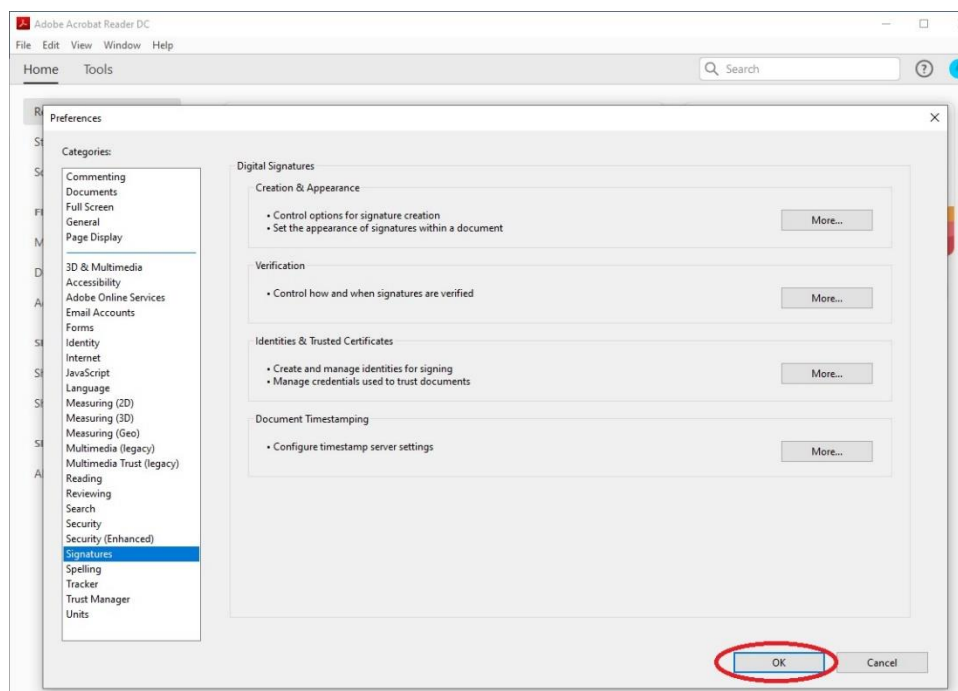 Adobe Acrobat Reader DC
File Edit View Window Help
Home Tools
Search
?
Preferences
Categories:
Commenting
Documents
Full Screen
General
Page Display
3D & Multimedia
Accessibility
Adobe Online Services
Email Accounts
Forms
Identity
Internet
JavaScript
Language
Measuring (2D)
Measuring (3D)
Measuring (Geo)
Multimedia (legacy)
Multimedia Trust (legacy)
Reading
Reviewing
Search
Security
Security (Enhanced)
Signatures
Spelling
Tracker
Trust Manager
Units
Digital Signatures
Creation & Appearance
• Control options for signature creation
• Set the appearance of signatures within a document
More...
Verification
• Control how and when signatures are verified
More...
Identities & Trusted Certificates
• Create and manage identities for signing
• Manage credentials used to trust documents
More...
Document Timestamping
• Configure timestamp server settings
More...
OK
Cancel